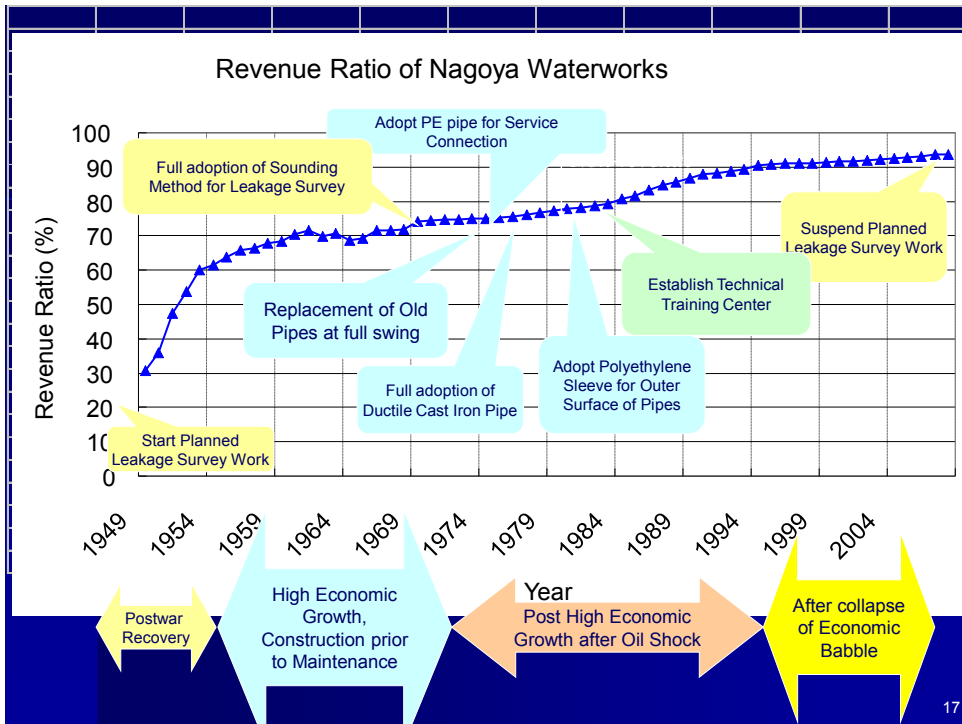 Revenue Ratio of Nagoya Waterworks
Revenue Ratio (%)
100
90
80
70
60
50
40
30
20
10
0
Adopt PE pipe for Service
Connection
Full adoption of Sounding
Method for Leakage Survey
Suspend Planned
Leakage Survey Work
Establish Technical
Training Center
Replacement of Old
Pipes at full swing
Adopt Polyethylene
Sleeve for Outer
Surface of Pipes
Full adoption of
Ductile Cast Iron Pipe
Start Planned
Leakage Survey Work
1949
1954
1959
1964
1969
1974
1979
1984
1989
1994
1999
2004
Year
Postwar
Recovery
High Economic
Growth,
Construction prior
to Maintenance
Post High Economic
Growth after Oil Shock
After collapse
of Economic
Babble
17